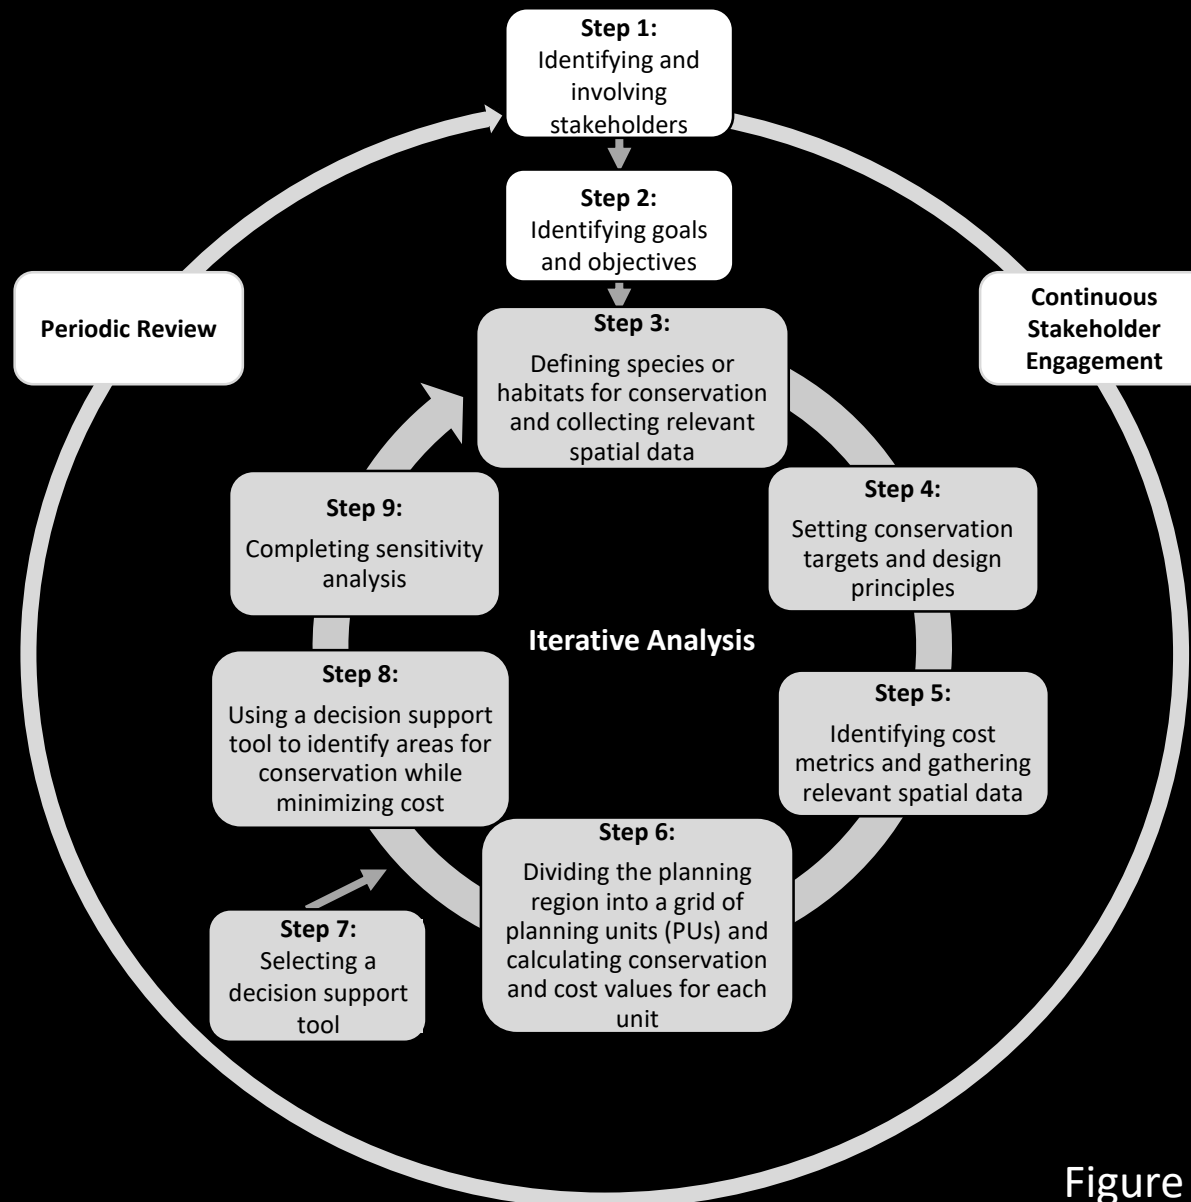 Step 1:
Identifying and
involving
stakeholders
Step 2:
Identifying goals
and objectives
Periodic Review
Continuous
Stakeholder
Engagement
Step 3:
Defining species or
habitats for conservation
and collecting relevant
spatial data
Step 4:
Setting conservation
targets and design
principles
Step 5:
Identifying cost
metrics and gathering
relevant spatial data
Step 6:
Dividing the planning
region into a grid of
planning units (PUs) and
calculating conservation
and cost values for each
unit
Step 7:
Selecting a
decision support
tool
Step 8:
Using a decision support
tool to identify areas for
conservation while
minimizing cost
Step 9:
Completing sensitivity
analysis
Iterative Analysis
Figure